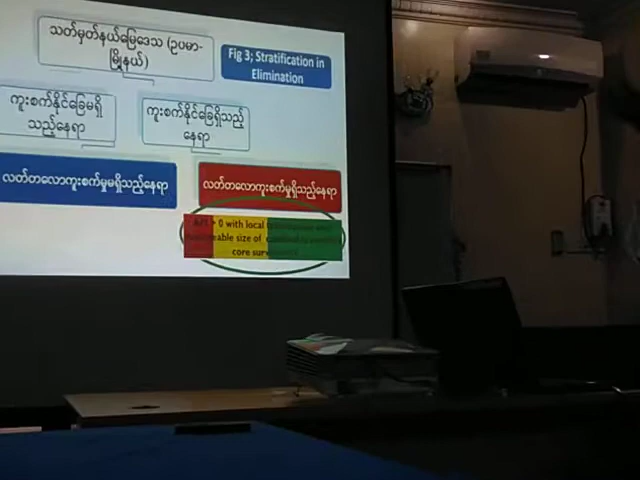 သတ်မှတ်နယ်မြေဒေသ (ဥပမာ-
မြို့နယ်)
Fig 3; Stratification in
Elimination
ကူးစက်နိုင်ခြေမရှိ
သည့်နေရာ
ကူးစက်နိုင်ခြေရှိသည့်
နေရာ
လတ်တလောကူးစက်မှုမရှိသည့်နေရာ
လတ်တလောကူးစက်မှုရှိသည့်နေရာ
0 with local
size of
core